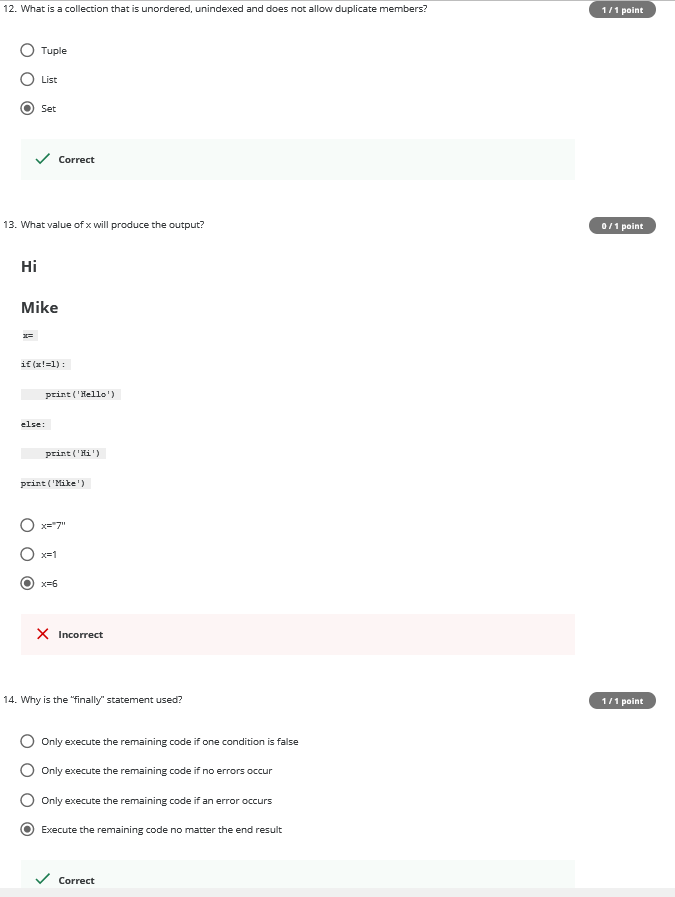 12. What is a collection that is unordered, unindexed and does not allow duplicate members?
1 / 1 point
Tuple
List
Set
Correct
13. What value of x will produce the output?
0 / 1 point
Hi
Mike
x=
if(x!=1):
print('Hello')
else:
print('Hi')
print('Mike')
x="7"
x=1
x=6
Incorrect
14. Why is the “finally” statement used?
1 / 1 point
Only execute the remaining code if one condition is false
Only execute the remaining code if no errors occur
Only execute the remaining code if an error occurs
Execute the remaining code no matter the end result
Correct